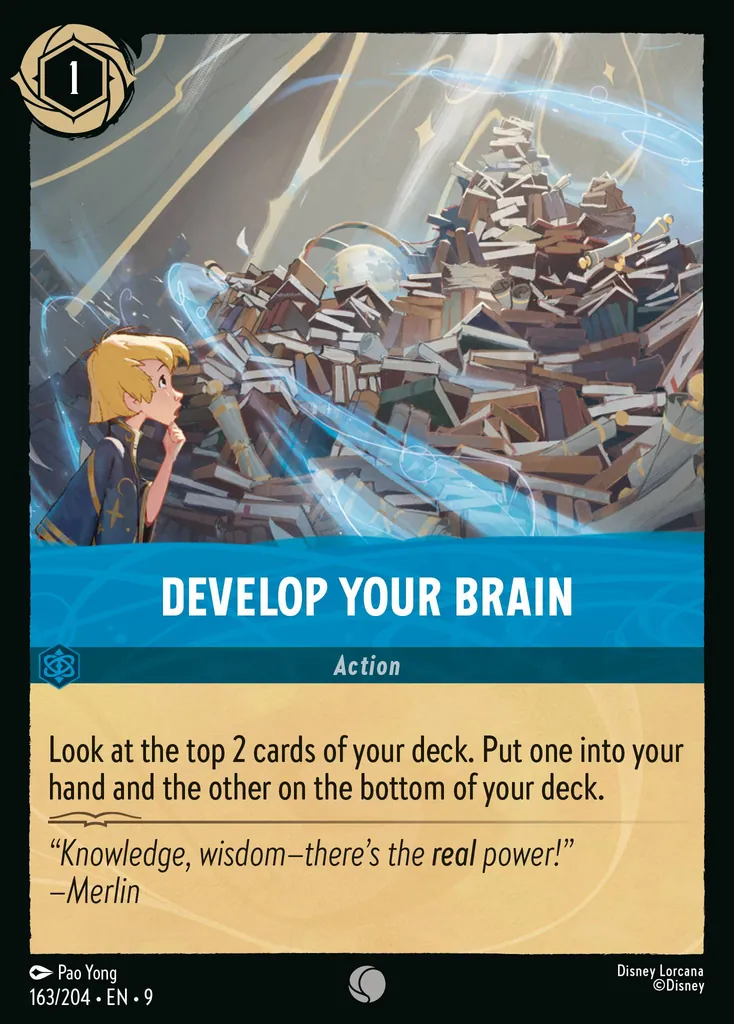 1
DEVELOP YOUR BRAIN
Action
Look at the top 2 cards of your deck. Put one into your
hand and the other on the bottom of your deck.
“Knowledge, wisdom–there’s the real power!”
–Merlin
Pao Yong
Disney Lorcana
163/204 • EN • 9
©Disney